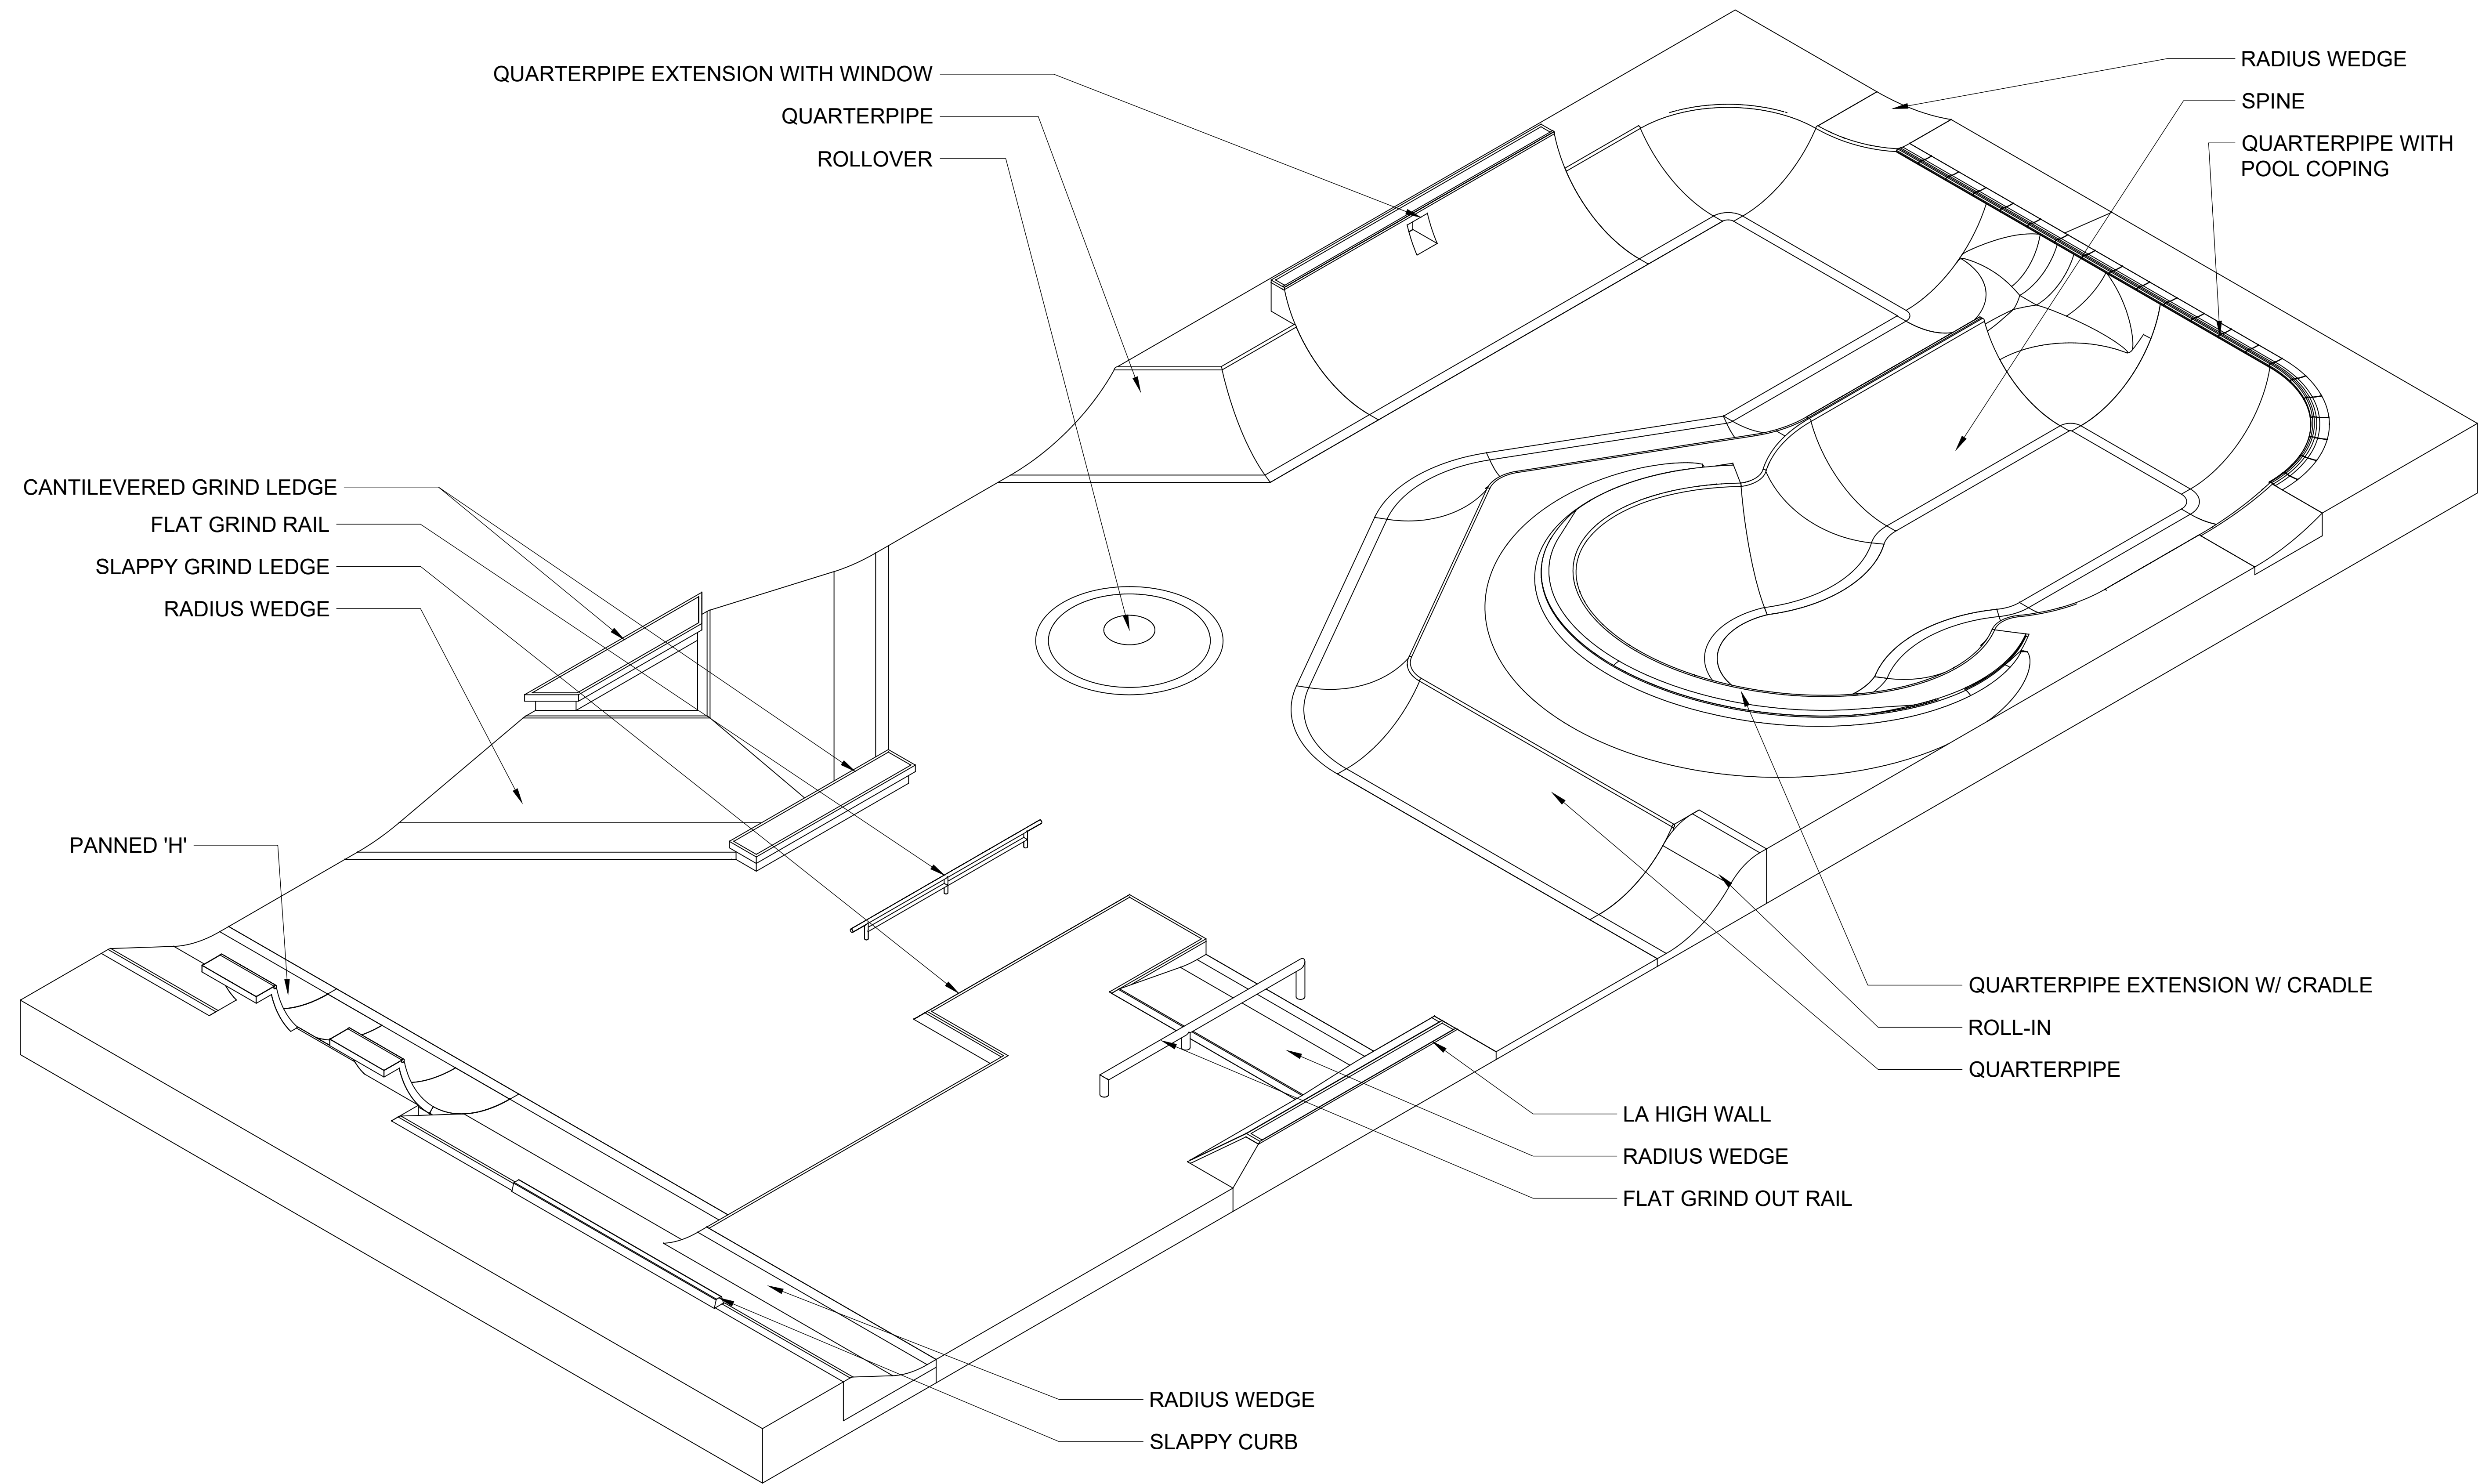 QUARTERPIPE EXTENSION WITH WINDOW
QUARTERPIPE
ROLLOVER
RADIUS WEDGE
SPINE
QUARTERPIPE WITH
POOL COPING
CANTILEVERED GRIND LEDGE
FLAT GRIND RAIL
SLAPPY GRIND LEDGE
RADIUS WEDGE
PANNED 'H'
QUARTERPIPE EXTENSION W/ CRADLE
ROLL-IN
QUARTERPIPE
LA HIGH WALL
RADIUS WEDGE
FLAT GRIND OUT RAIL
RADIUS WEDGE
SLAPPY CURB